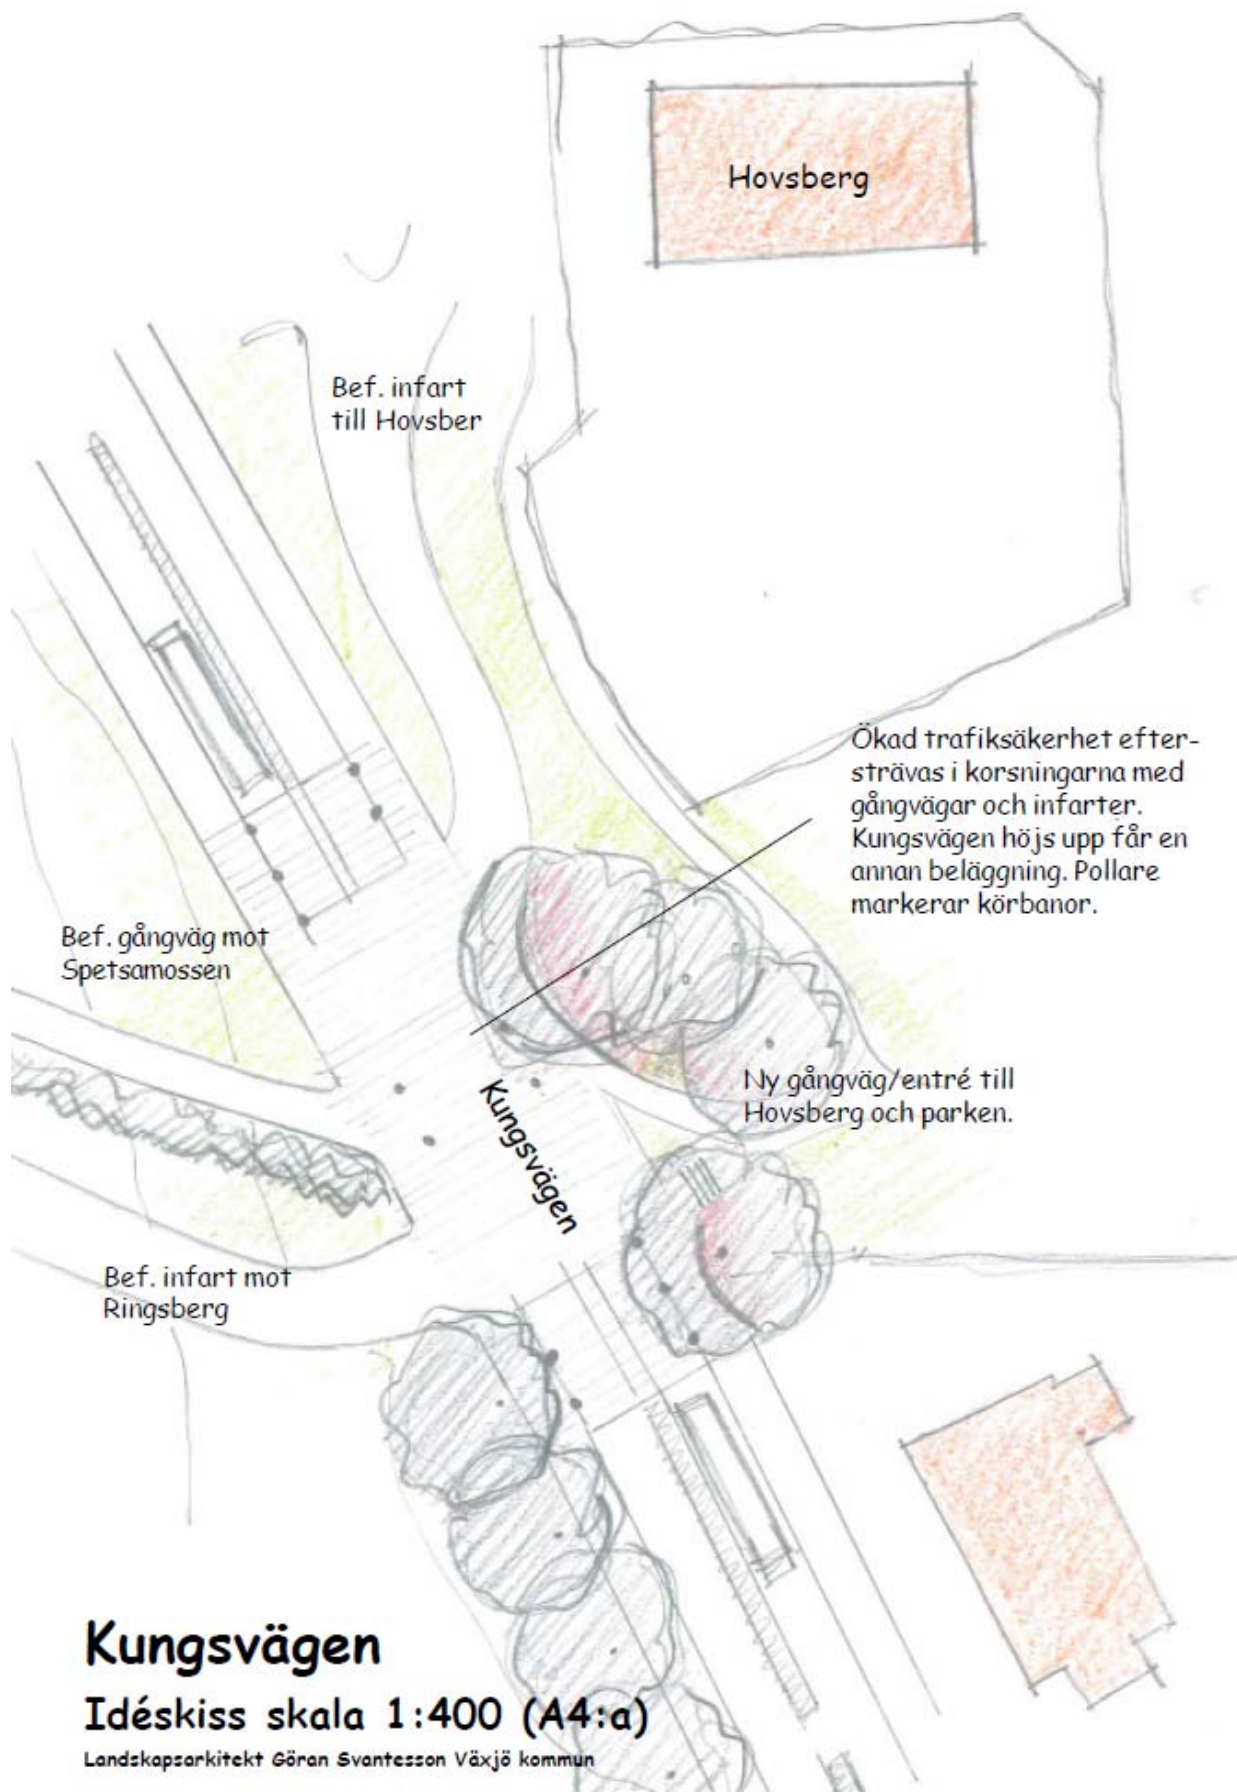 Hovsberg
Bef. infart
till Hovsber
Ökad trafiksäkerhet efter-
strävas i korsningarna med
gångvägar och infarter.
Kungsvägen höjs upp får en
annan beläggning. Pollare
markerar körbanor.
Bef. gångväg mot
Spetsamossen
Kungsvägen
Ny gångväg/entré till
Hovsberg och parken.
Bef. infart mot
Ringsberg
Kungsvägen
Idéskiss skala 1:400 (A4:a)
Landskapsarkitekt Göran Svantesson Växjö kommun